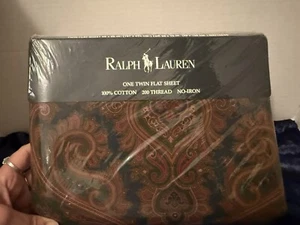 RALPH LAUREN
ONE TWIN FLAT SHEET
100% COTTON 200 THREAD NO-IRON